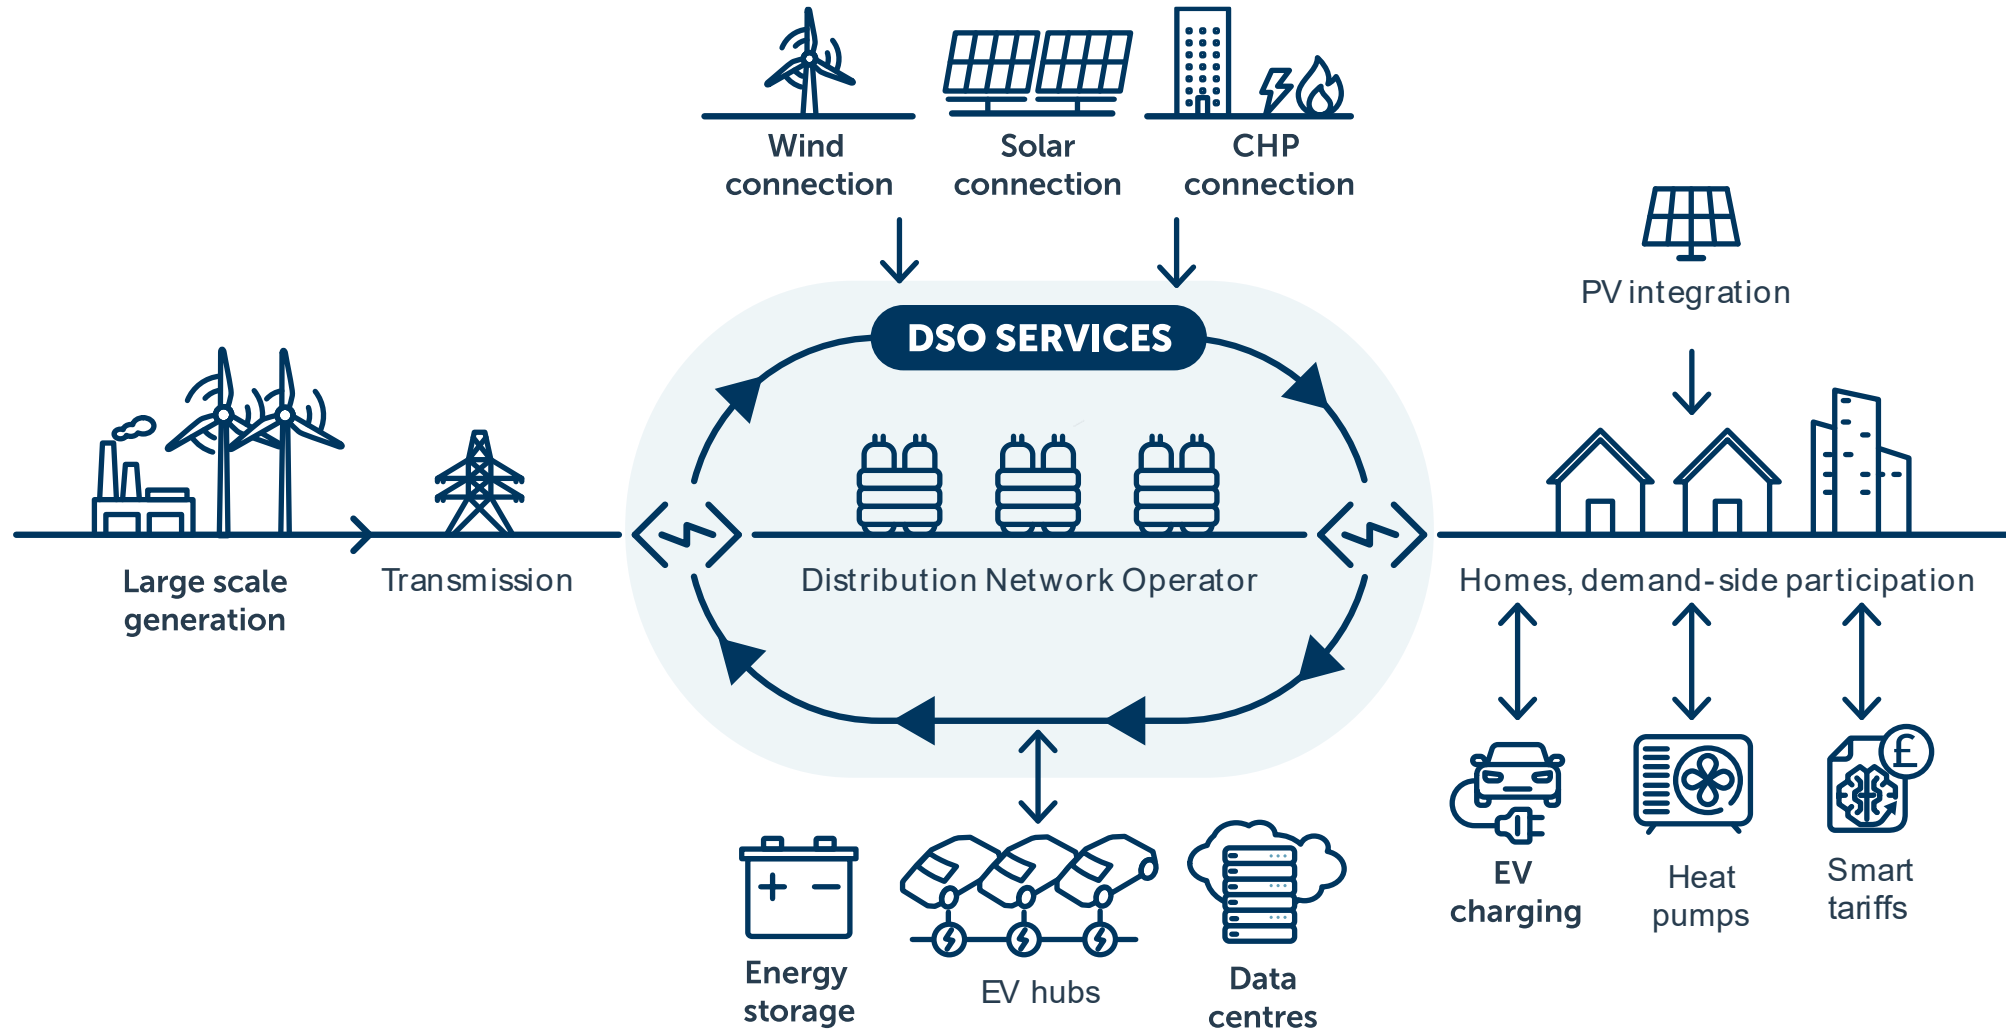 Wind
connection
Solar
connection
CHP
connection
PV integration
DSO SERVICES
Large scale
generation
Transmission
Distribution Network Operator
Homes, demand-side participation
£
EV
charging
Heat
pumps
Smart
tariffs
Energy
storage
EV hubs
Data
centres